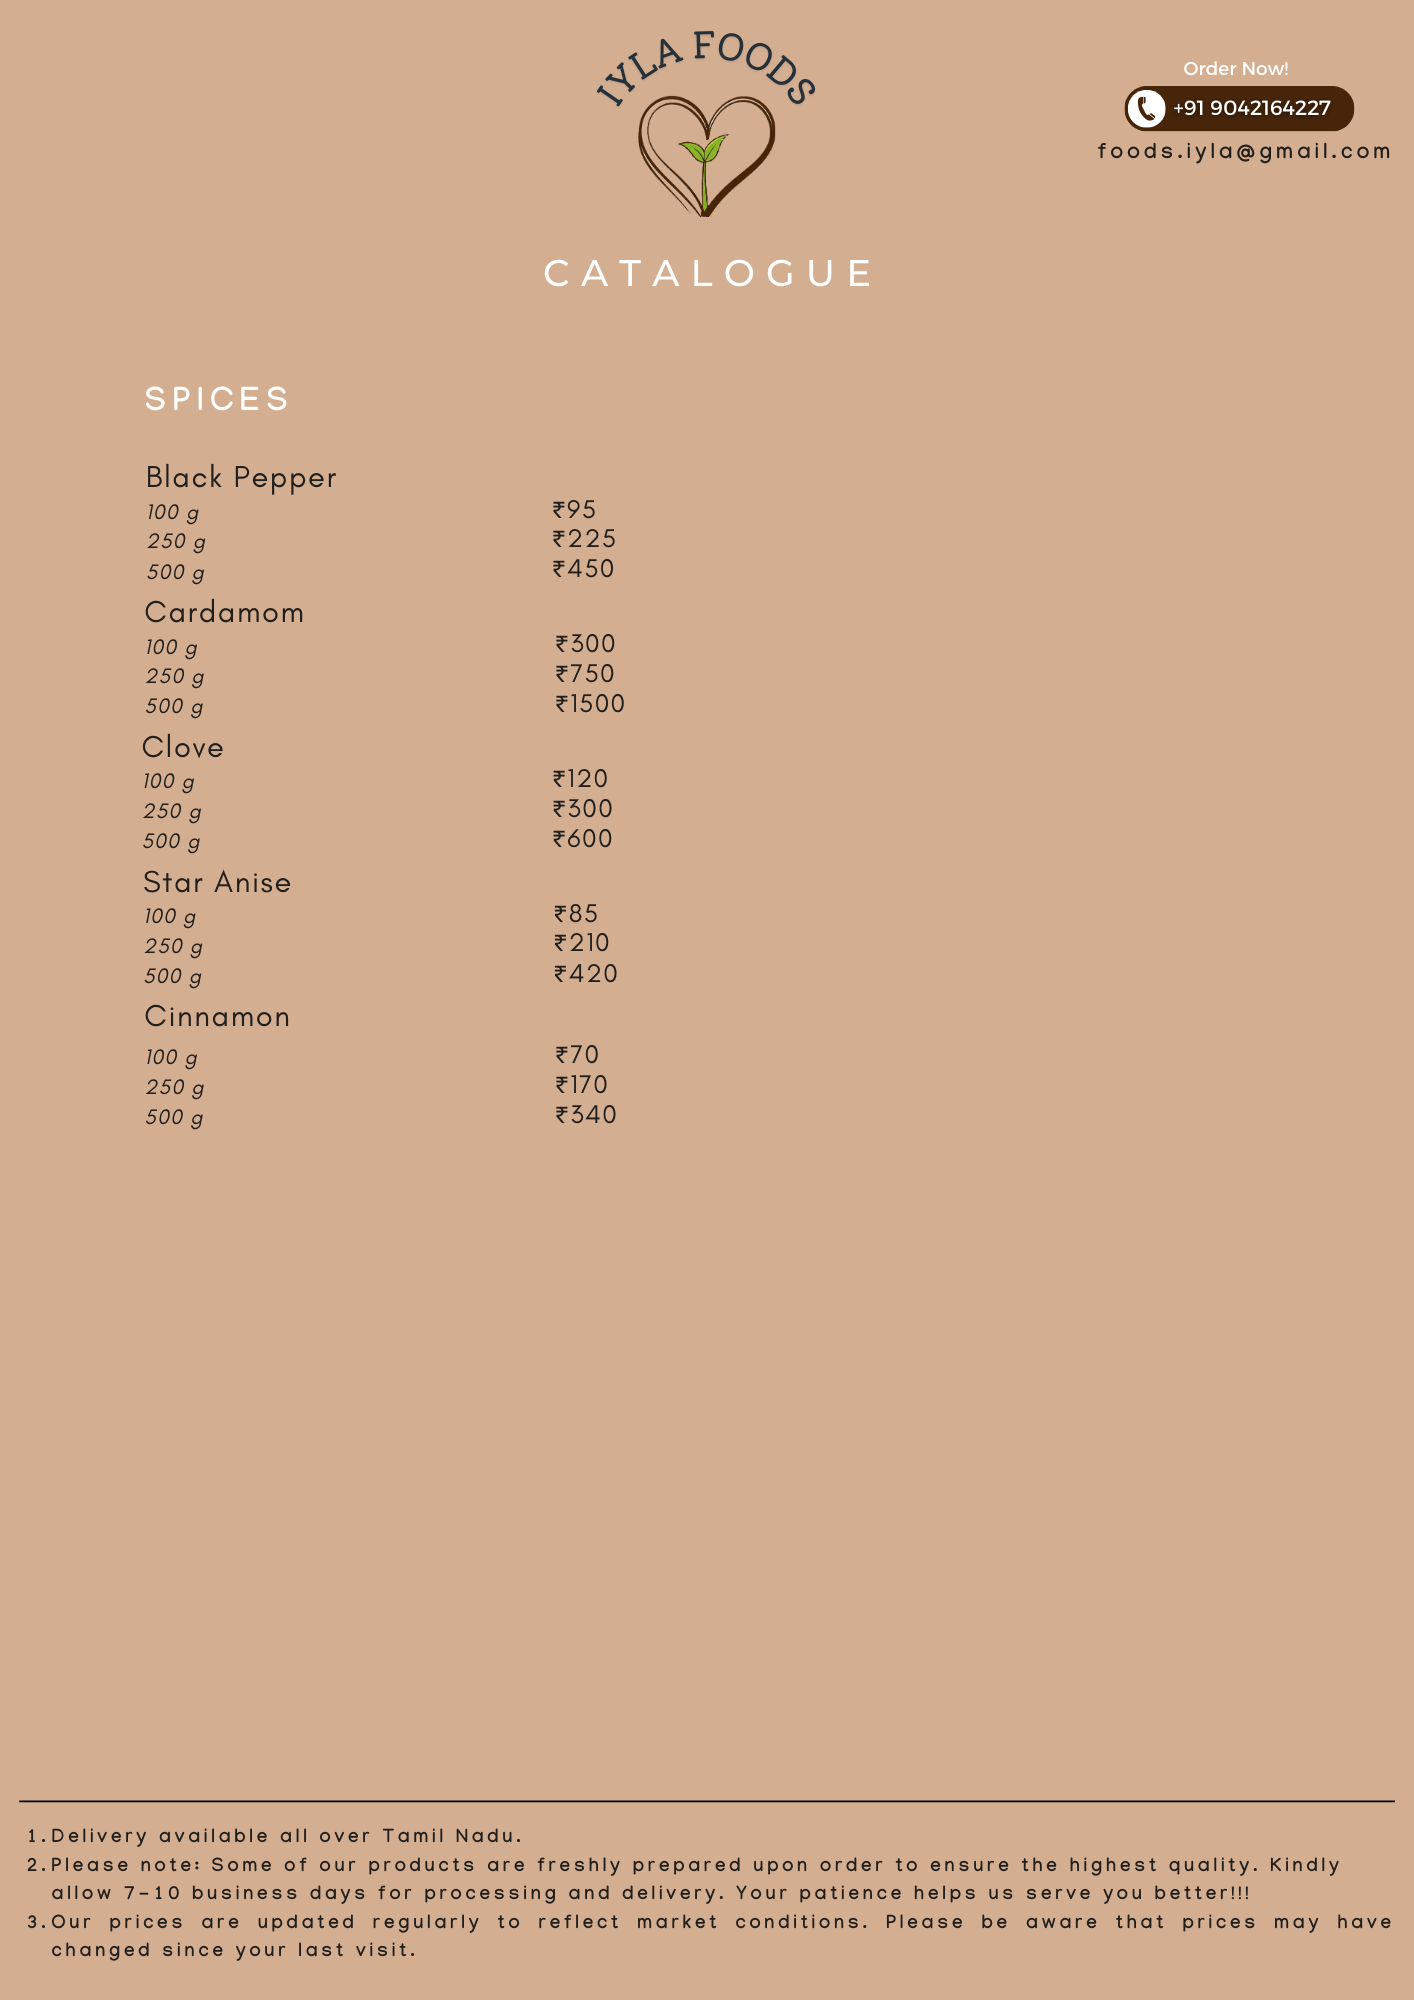 IYLA FOODS
Order Now!
+91 9042164227
foods.iyla@gmail.com
CATALOGUE
SPICES
Black Pepper
100 g ₹95
250 g ₹225
500 g ₹450
Cardamom
100 g ₹300
250 g ₹750
500 g ₹1500
Clove
100 g ₹120
250 g ₹300
500 g ₹600
Star Anise
100 g ₹85
250 g ₹210
500 g ₹420
Cinnamon
100 g ₹70
250 g ₹170
500 g ₹340
1. Delivery available all over Tamil Nadu.
2. Please note: Some of our products are freshly prepared upon order to ensure the highest quality. Kindly
allow 7-10 business days for processing and delivery. Your patience helps us serve you better!!!
3. Our prices are updated regularly to reflect market conditions. Please be aware that prices may have
changed since your last visit.